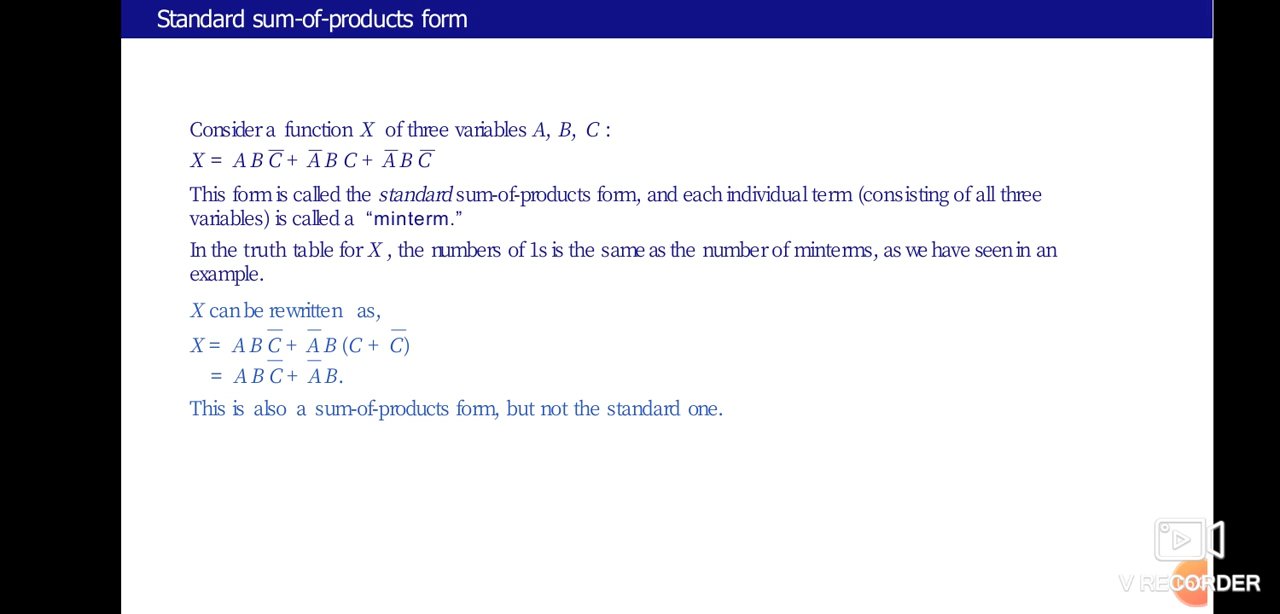 Standard sum-of-products form
Consider a function X of three variables A, B, C :
X = A B C̅ + A̅ B C + A̅ B C̅
This form is called the standard sum-of-products form, and each individual term (consisting of all three
variables) is called a “minterm.”
In the truth table for X , the numbers of 1s is the same as the number of minterms, as we have seen in an
example.
X can be rewritten as,
X = A B C̅ + A̅ B (C + C̅)
= A B C̅ + A̅ B.
This is also a sum-of-products form, but not the standard one.
V RECORDER